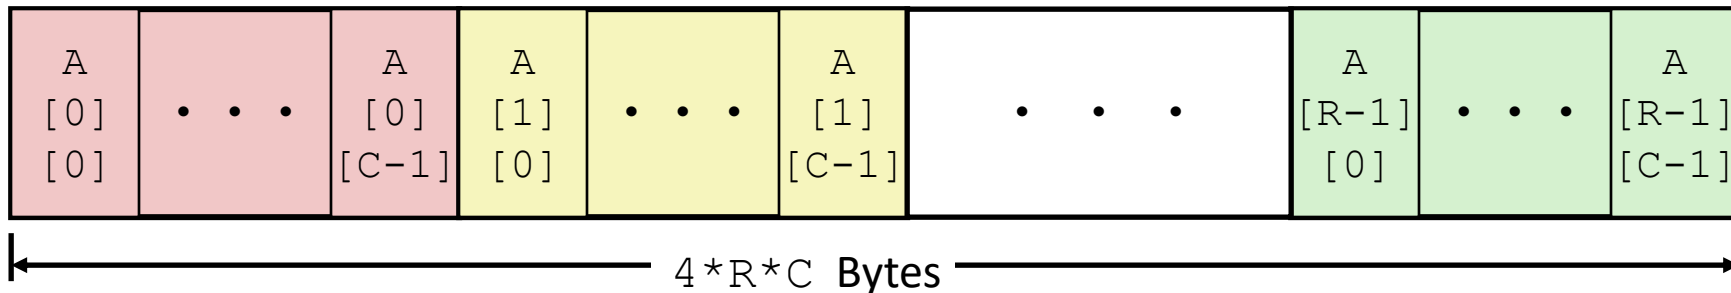 A A A A A A
[0] • • • [0] [1] • • • [1] • • • [R-1] • • • [R-1]
[0] [C-1] [0] [C-1] [0] [C-1]
4*R*C Bytes